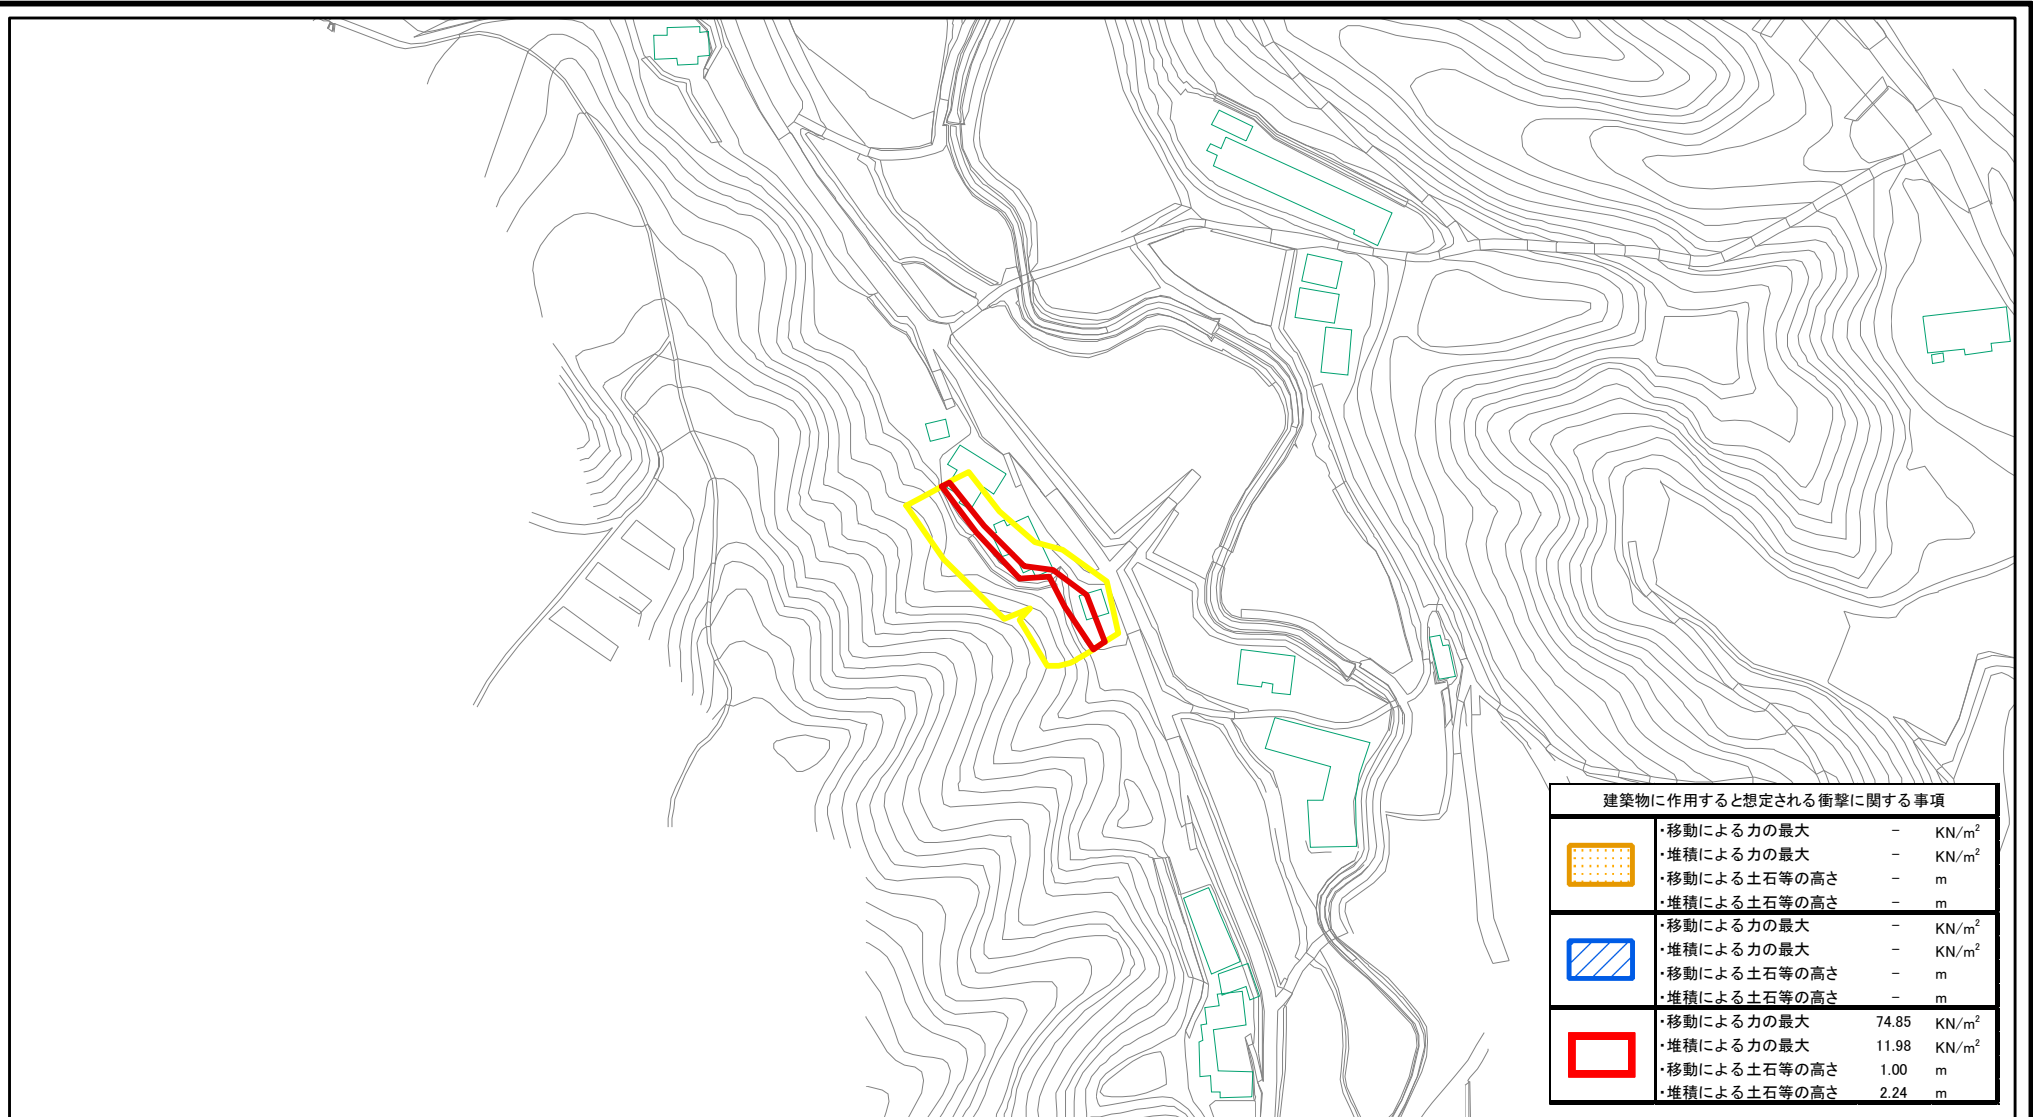 建築物に作用すると想定される衝撃に関する事項
・移動による力の最大 － KN/m²
・堆積による力の最大 － KN/m²
・移動による土石等の高さ － m
・堆積による土石等の高さ － m
・移動による力の最大 － KN/m²
・堆積による力の最大 － KN/m²
・移動による土石等の高さ － m
・堆積による土石等の高さ － m
・移動による力の最大 74.85 KN/m²
・堆積による力の最大 11.98 KN/m²
・移動による土石等の高さ 1.00 m
・堆積による土石等の高さ 2.24 m